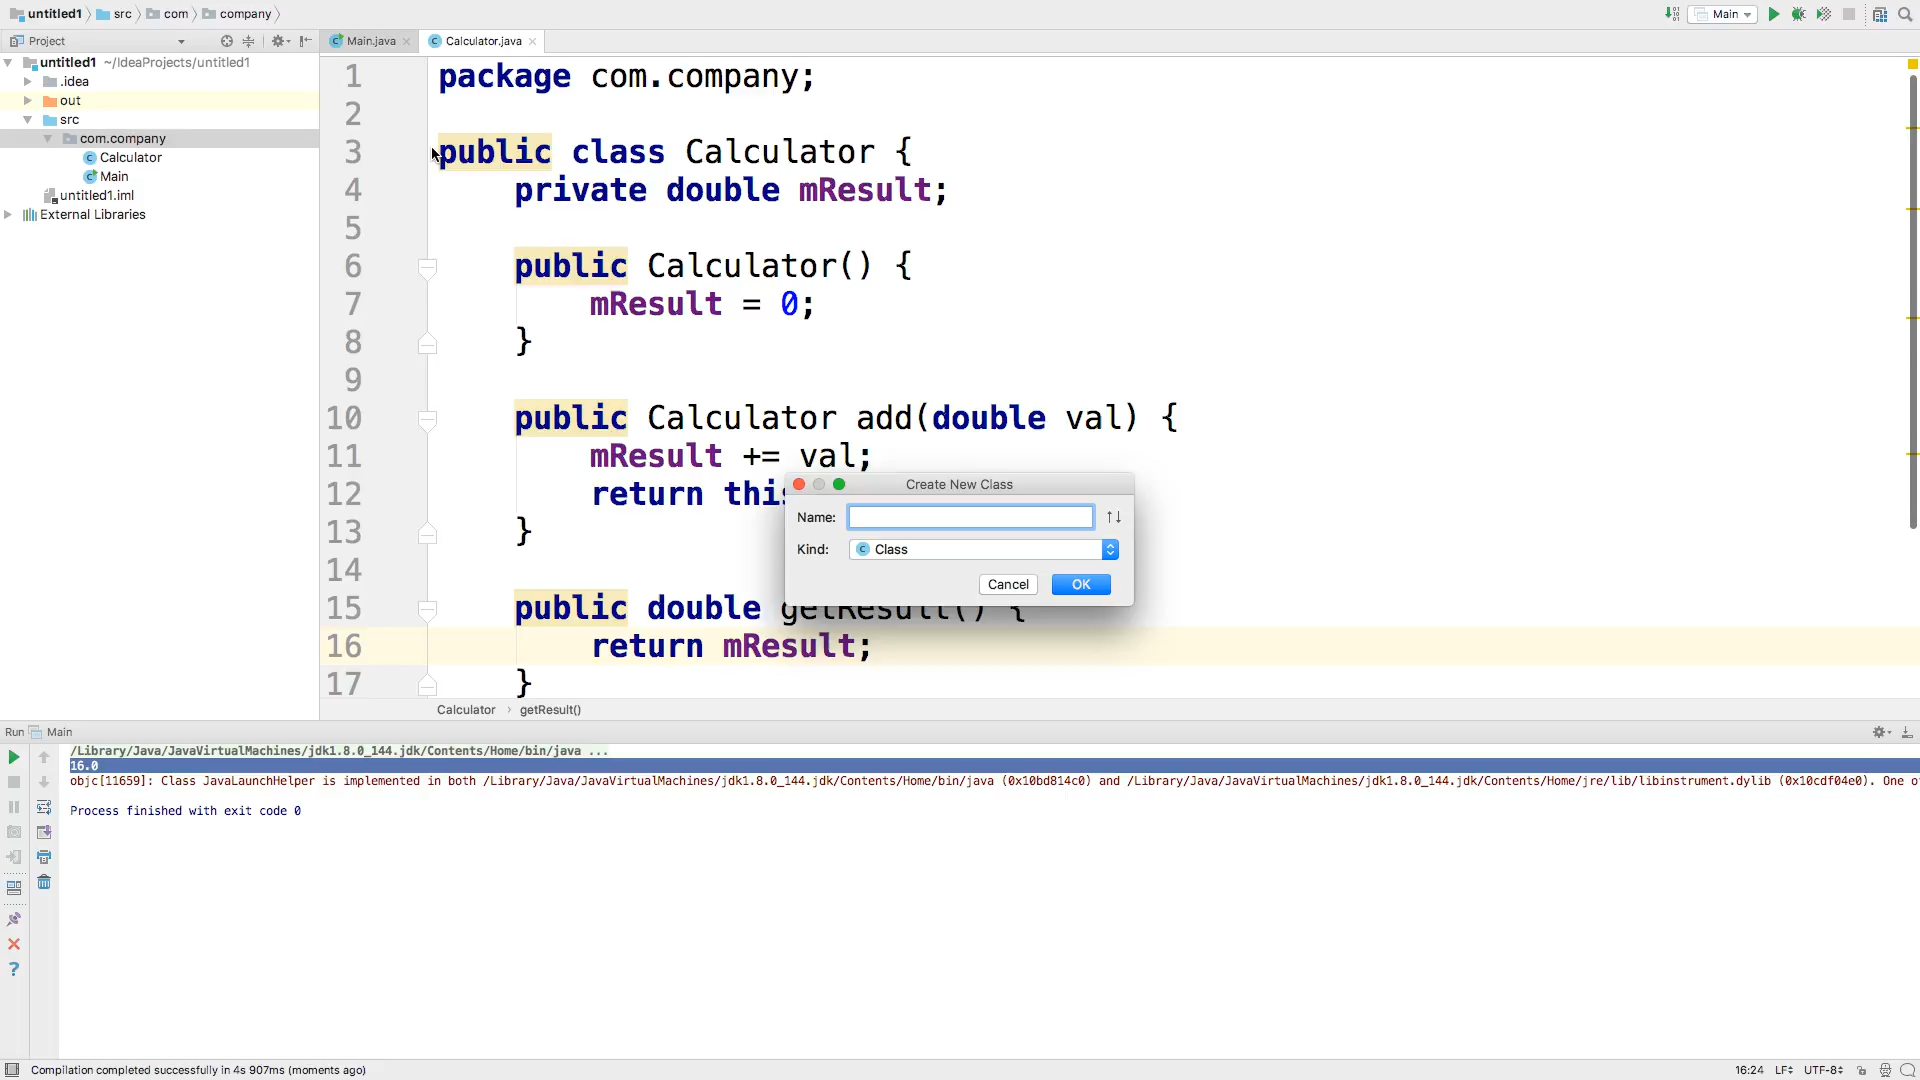 untitled1 src com company
Main
Project
Main.java
Calculator.java
untitled1 ~/IdeaProjects/untitled1
.idea
out
src
com.company
Calculator
Main
untitled1.iml
External Libraries
1 package com.company;
2
3 public class Calculator {
4 private double mResult;
5
6 public Calculator() {
7 mResult = 0;
8 }
9
10 public Calculator add(double val) {
11 mResult += val;
12 return this
13 }
14
15 public double getResult() {
16 return mResult;
17 }
Create New Class
Name:
Kind: Class
Cancel OK
Calculator › getResult()
Run Main
/Library/Java/JavaVirtualMachines/jdk1.8.0_144.jdk/Contents/Home/bin/java ...
16.0
objc[11659]: Class JavaLaunchHelper is implemented in both /Library/Java/JavaVirtualMachines/jdk1.8.0_144.jdk/Contents/Home/bin/java (0x10bd814c0) and /Library/Java/JavaVirtualMachines/jdk1.8.0_144.jdk/Contents/Home/jre/lib/libinstrument.dylib (0x10cdf04e0). One o
Process finished with exit code 0
Compilation completed successfully in 4s 907ms (moments ago)
16:24 LF UTF-8